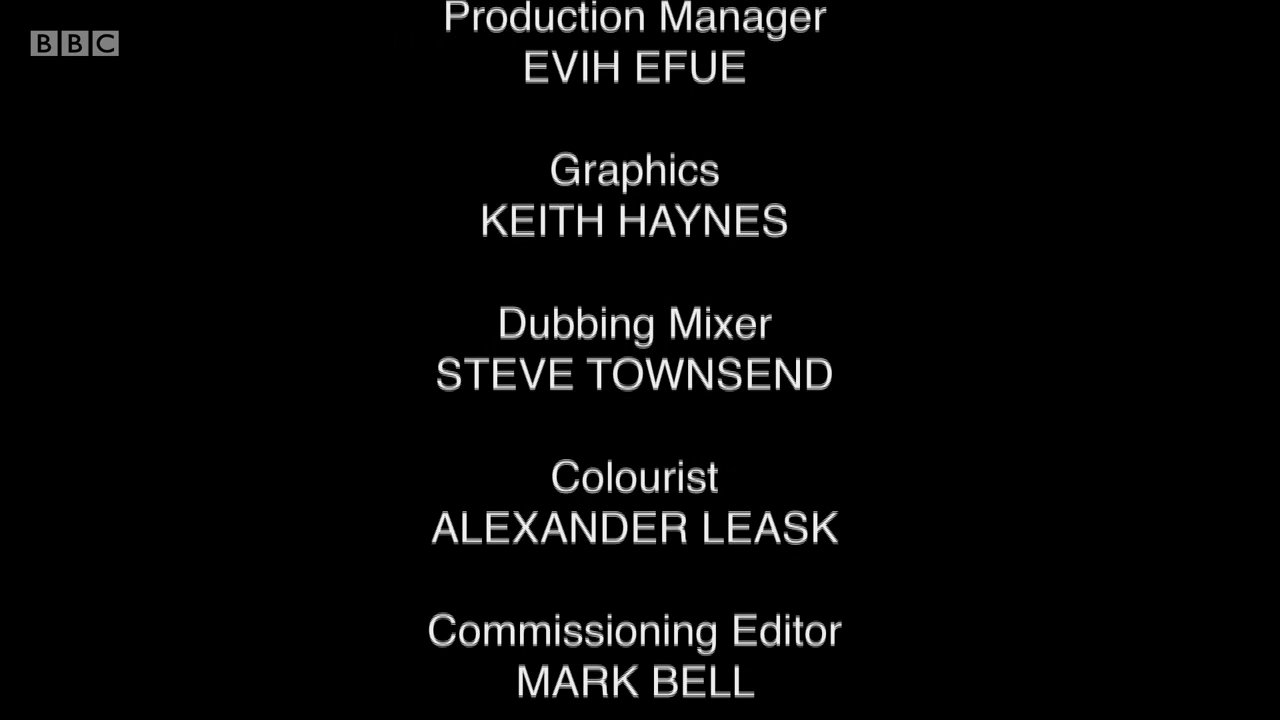 BBC
Production Manager
EVIH EFUE
Graphics
KEITH HAYNES
Dubbing Mixer
STEVE TOWNSEND
Colourist
ALEXANDER LEASK
Commissioning Editor
MARK BELL